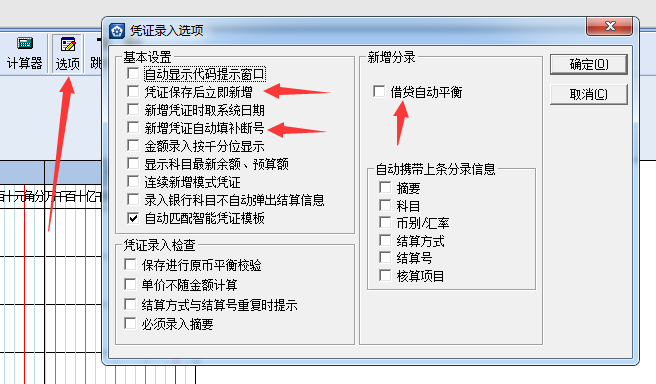 凭证录入选项
计算器
选项
跳
基本设置
自动显示代码提示窗口
凭证保存后立即新增
新增凭证时取系统日期
新增凭证自动填补断号
金额录入按千分位显示
显示科目最新余额、预算额
连续新增模式凭证
录入银行科目不自动弹出结算信息
自动匹配智能凭证模板
凭证录入检查
保存进行原币平衡校验
单价不随金额计算
结算方式与结算号重复时提示
必须录入摘要
新增分录
借贷自动平衡
自动携带上条分录信息
摘要
科目
币别/汇率
结算方式
结算号
核算项目
确定(O)
取消(C)
百十元角分万千百十亿千